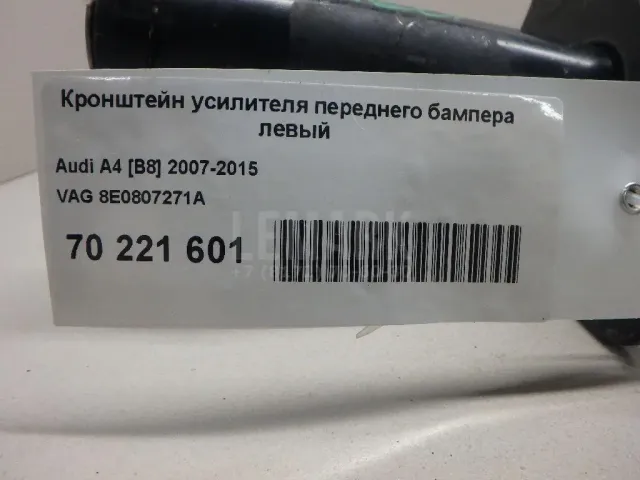 Кронштейн усилителя переднего бампера
левый
Audi A4 [B8] 2007-2015
VAG 8E0807271A
70 221 601